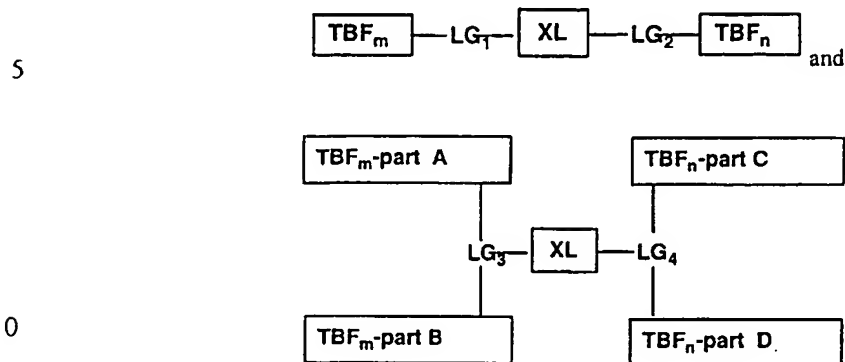 TBFm—LG1—XL—LG2—TBFn and
5
TBFm-part A TBFn-part C
LG3—XL—LG4
0 TBFm-part B TBFn-part D